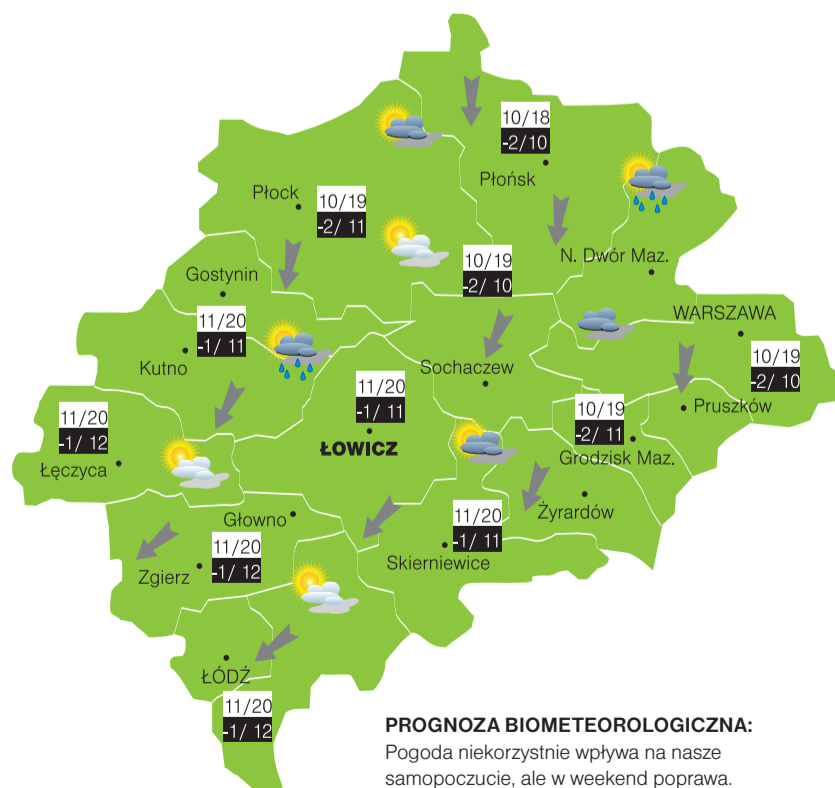 10/18
-2/10
Płońsk
Płock
10/19
-2/ 11
N. Dwór Maz.
10/19
-2/ 10
Gostynin
WARSZAWA
11/20
-1/ 11
Kutno
10/19
-2/ 10
Sochaczew
11/20
-1/ 11
ŁOWICZ
Pruszków
11/20
-1/ 12
Łęczyca
10/19
-2/ 11
Grodzisk Maz.
Żyrardów
Głowno
11/20
-1/ 11
Skierniewice
11/20
-1/ 12
Zgierz
ŁÓDŹ
11/20
-1/ 12
PROGNOZA BIOMETEOROLOGICZNA:
Pogoda niekorzystnie wpływa na nasze
samopoczucie, ale w weekend poprawa.